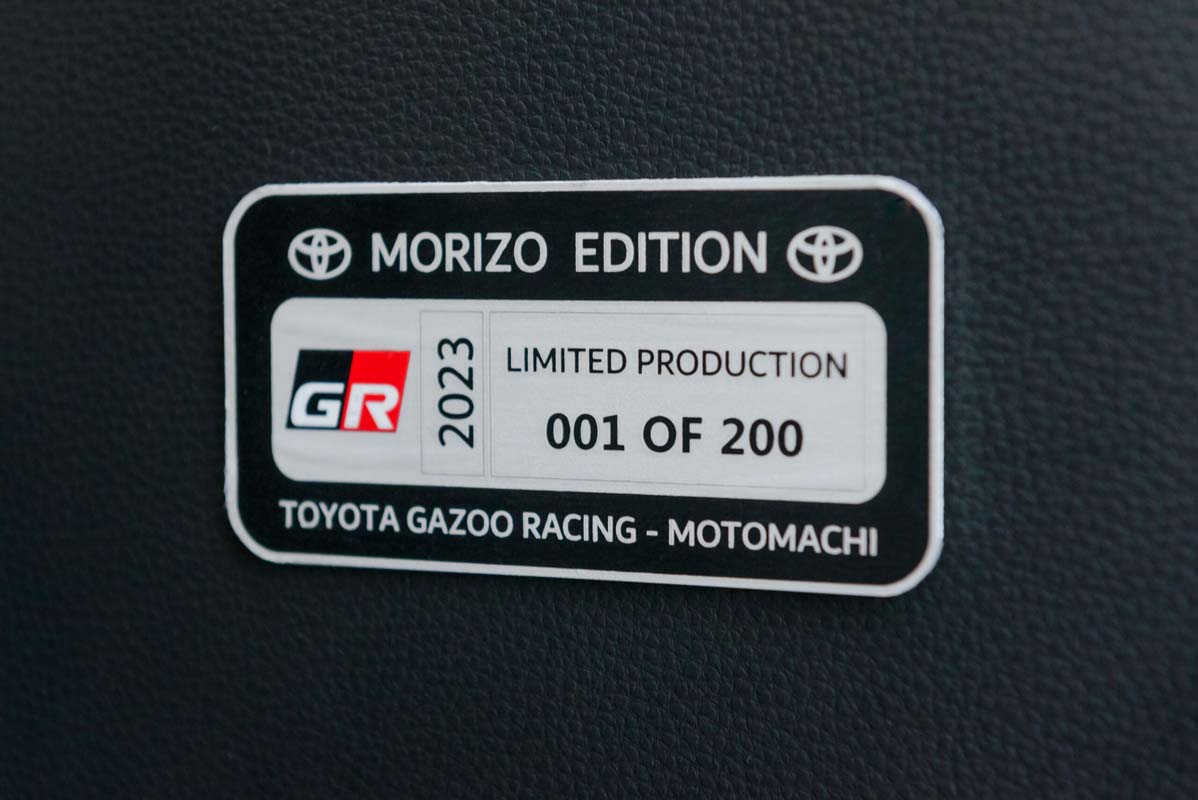 MORIZO EDITION
GR
2023
LIMITED PRODUCTION
001 OF 200
TOYOTA GAZOO RACING - MOTOMACHI